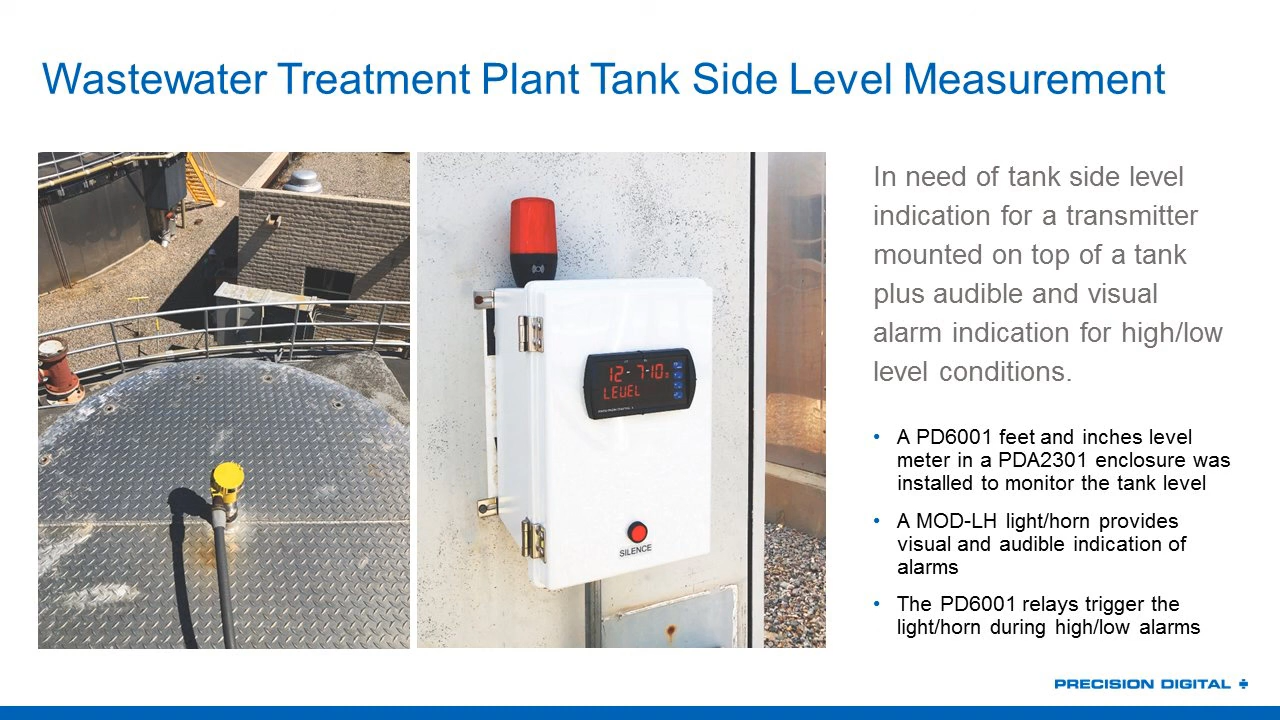 Wastewater Treatment Plant Tank Side Level Measurement
12-7-10
LEVEL
PRECISION DIGITAL
SILENCE
In need of tank side level
indication for a transmitter
mounted on top of a tank
plus audible and visual
alarm indication for high/low
level conditions.
• A PD6001 feet and inches level
meter in a PDA2301 enclosure was
installed to monitor the tank level
• A MOD-LH light/horn provides
visual and audible indication of
alarms
• The PD6001 relays trigger the
light/horn during high/low alarms
PRECISION DIGITAL